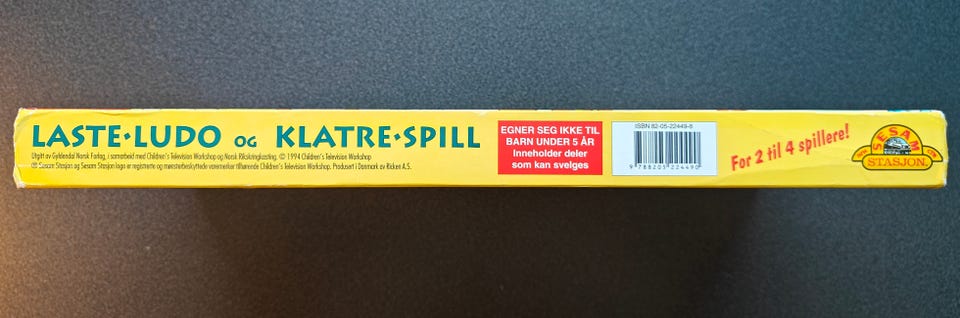 LASTE·LUDO OG KLATRE·SPILL
Utgitt av Gyldendal Norsk Forlag, i samarbeid med Children's Television Workshop og Norsk Rikskringkasting. © 1994 Children's Television Workshop
Sesam Stasjon og Sesam Stasjon logo er registrerte og mønsterbeskyttede varemerker tilhørende Children's Television Workshop. Produsert i Danmark av Ricken A.S.
EGNER SEG IKKE TIL
BARN UNDER 5 ÅR
Inneholder deler
som kan svelges
ISBN 82-05-22449-8
9 788205 224490
For 2 til 4 spillere!
SESAM
STASJON